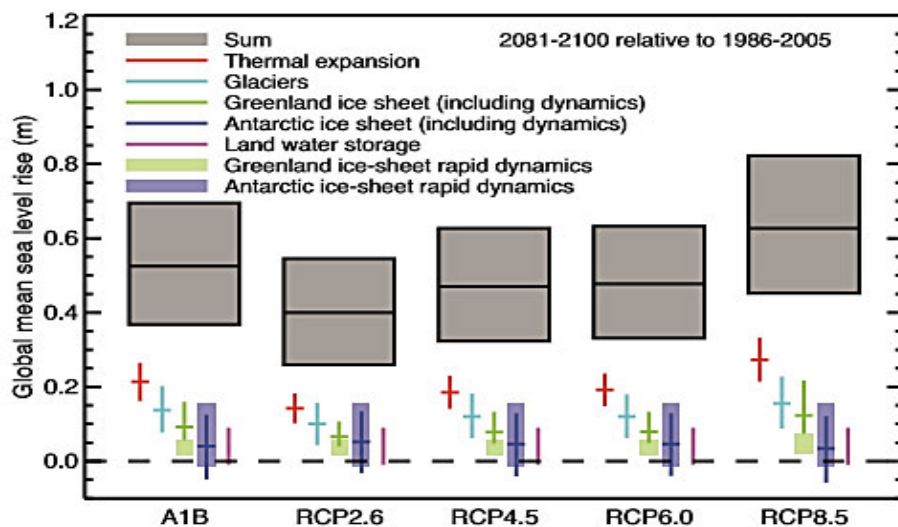 1.2
Sum
2081-2100 relative to 1986-2005
Thermal expansion
1.0
Glaciers
Greenland ice sheet (including dynamics)
Antarctic ice sheet (including dynamics)
Land water storage
0.8
Greenland ice-sheet rapid dynamics
Antarctic ice-sheet rapid dynamics
0.6
0.4
0.2
0.0
Global mean sea level rise (m)
A1B RCP2.6 RCP4.5 RCP6.0 RCP8.5